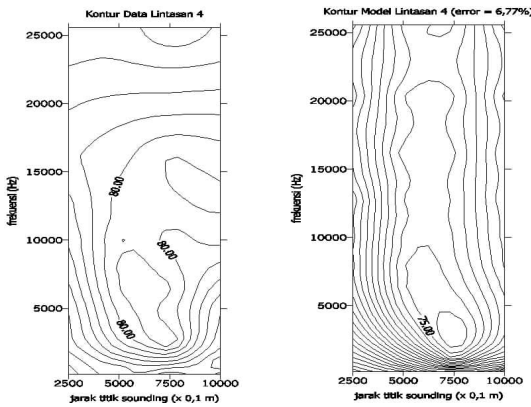 Kontur Data Lintasan 4
25000
20000
15000
10000
5000
frekuensi (Hz)
80.00
80.00
80.00
2500 5000 7500 10000
jarak titik sounding (x 0,1 m)
Kontur Model Lintasan 4 (error = 6,77%)
25000
20000
15000
10000
5000
frekuensi (Hz)
75.00
2500 5000 7500 10000
jarak titik sounding (x 0,1 m)